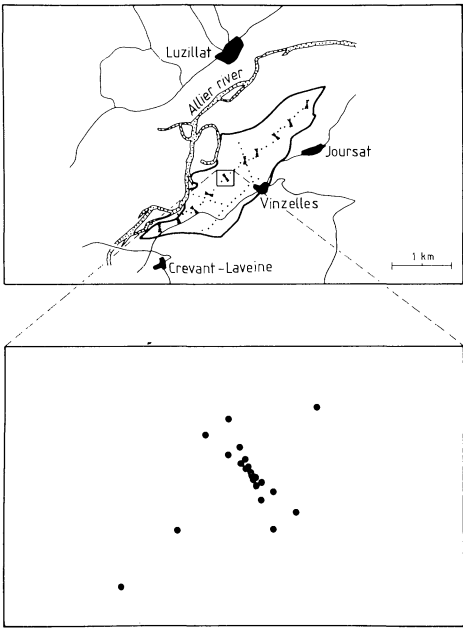 Luzillat
Allier river
Joursat
Vinzelles
1 km
Crevant-Laveine